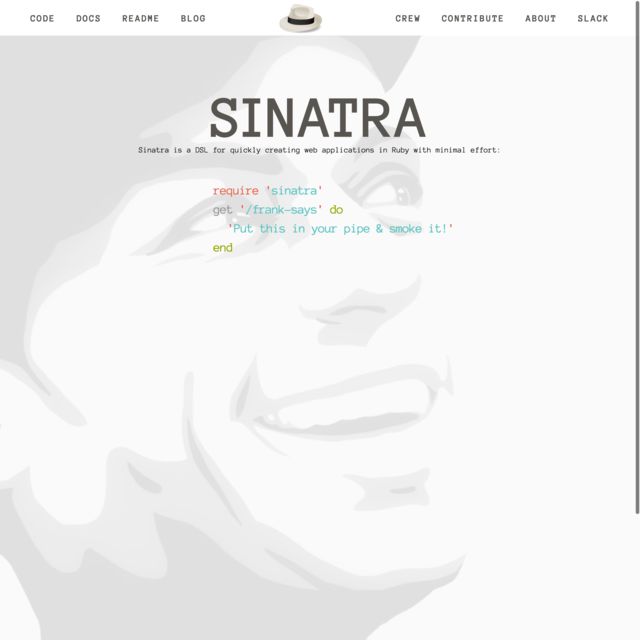 CODE DOCS README BLOG CREW CONTRIBUTE ABOUT SLACK
SINATRA
Sinatra is a DSL for quickly creating web applications in Ruby with minimal effort:
require 'sinatra'
get '/frank-says' do
  'Put this in your pipe & smoke it!'
end